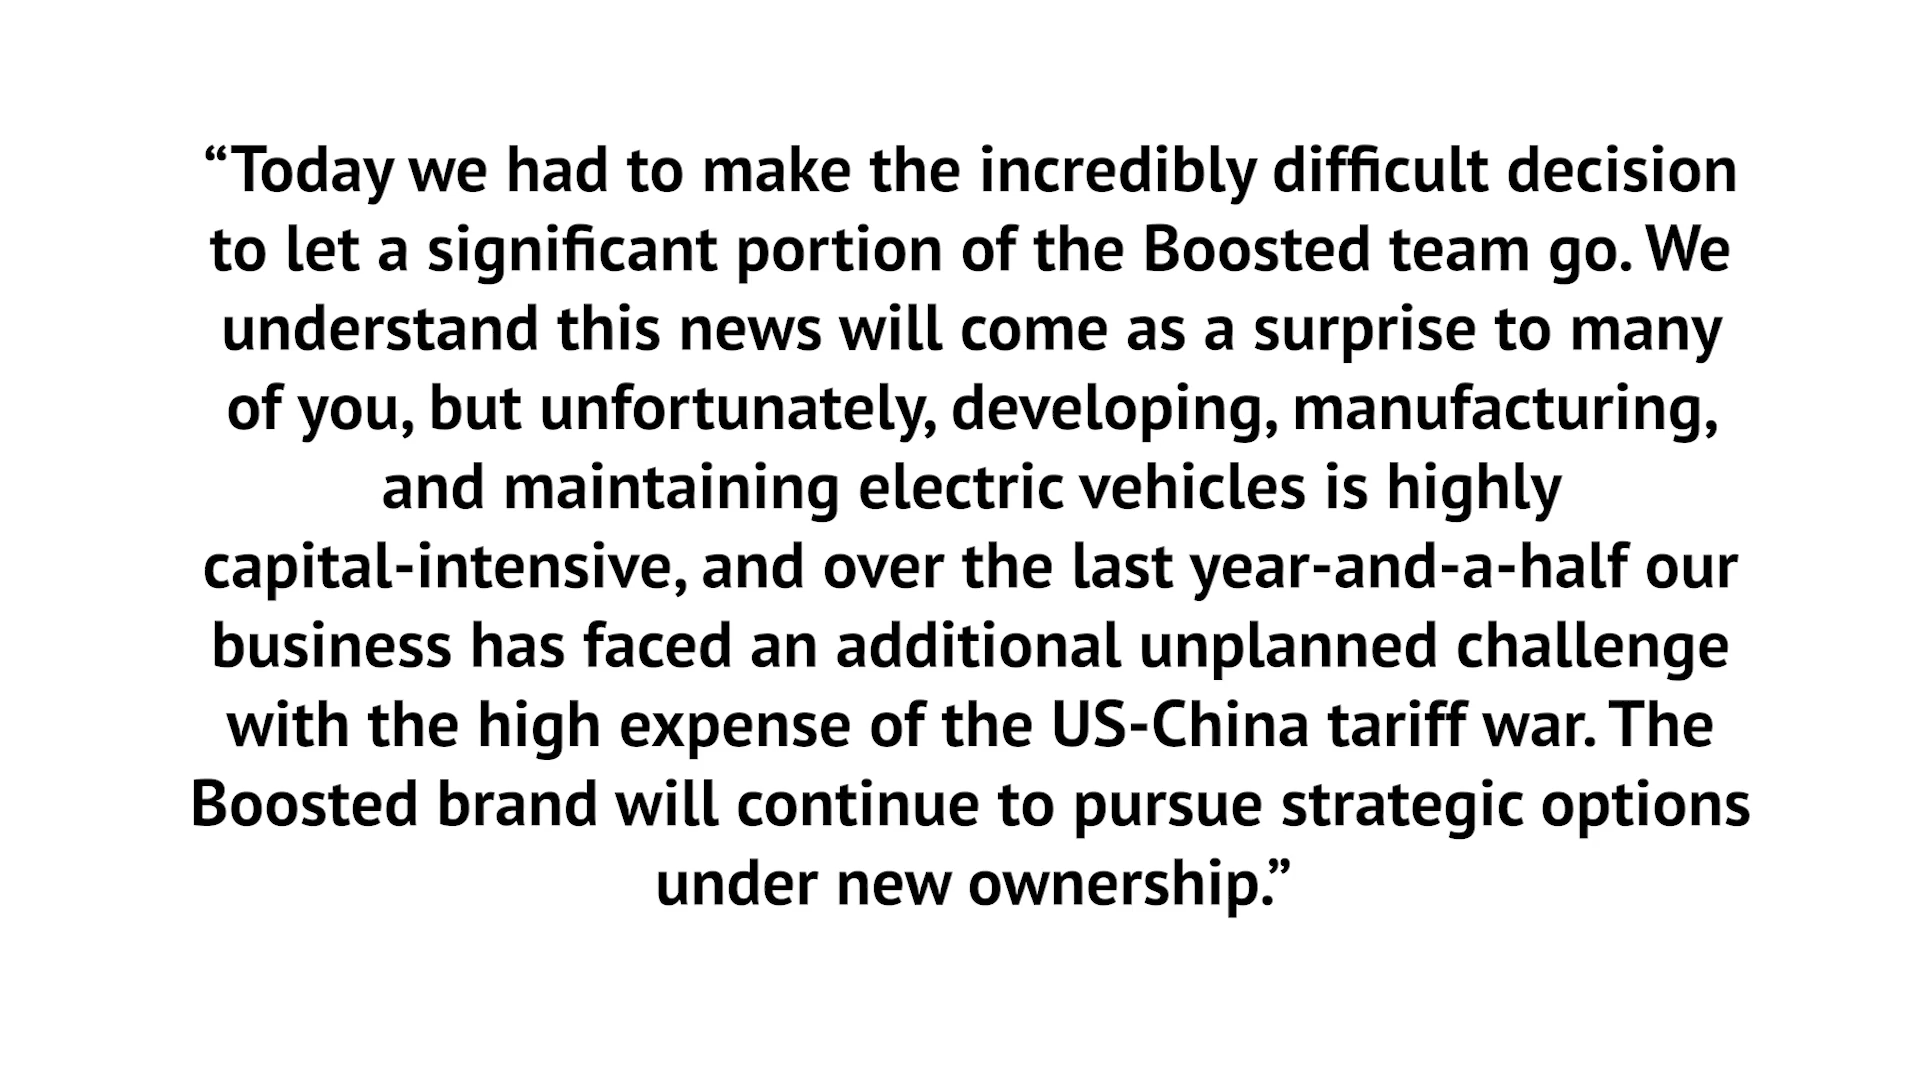 “Today we had to make the incredibly difficult decision
to let a significant portion of the Boosted team go. We
understand this news will come as a surprise to many
of you, but unfortunately, developing, manufacturing,
and maintaining electric vehicles is highly
capital-intensive, and over the last year-and-a-half our
business has faced an additional unplanned challenge
with the high expense of the US-China tariff war. The
Boosted brand will continue to pursue strategic options
under new ownership.”